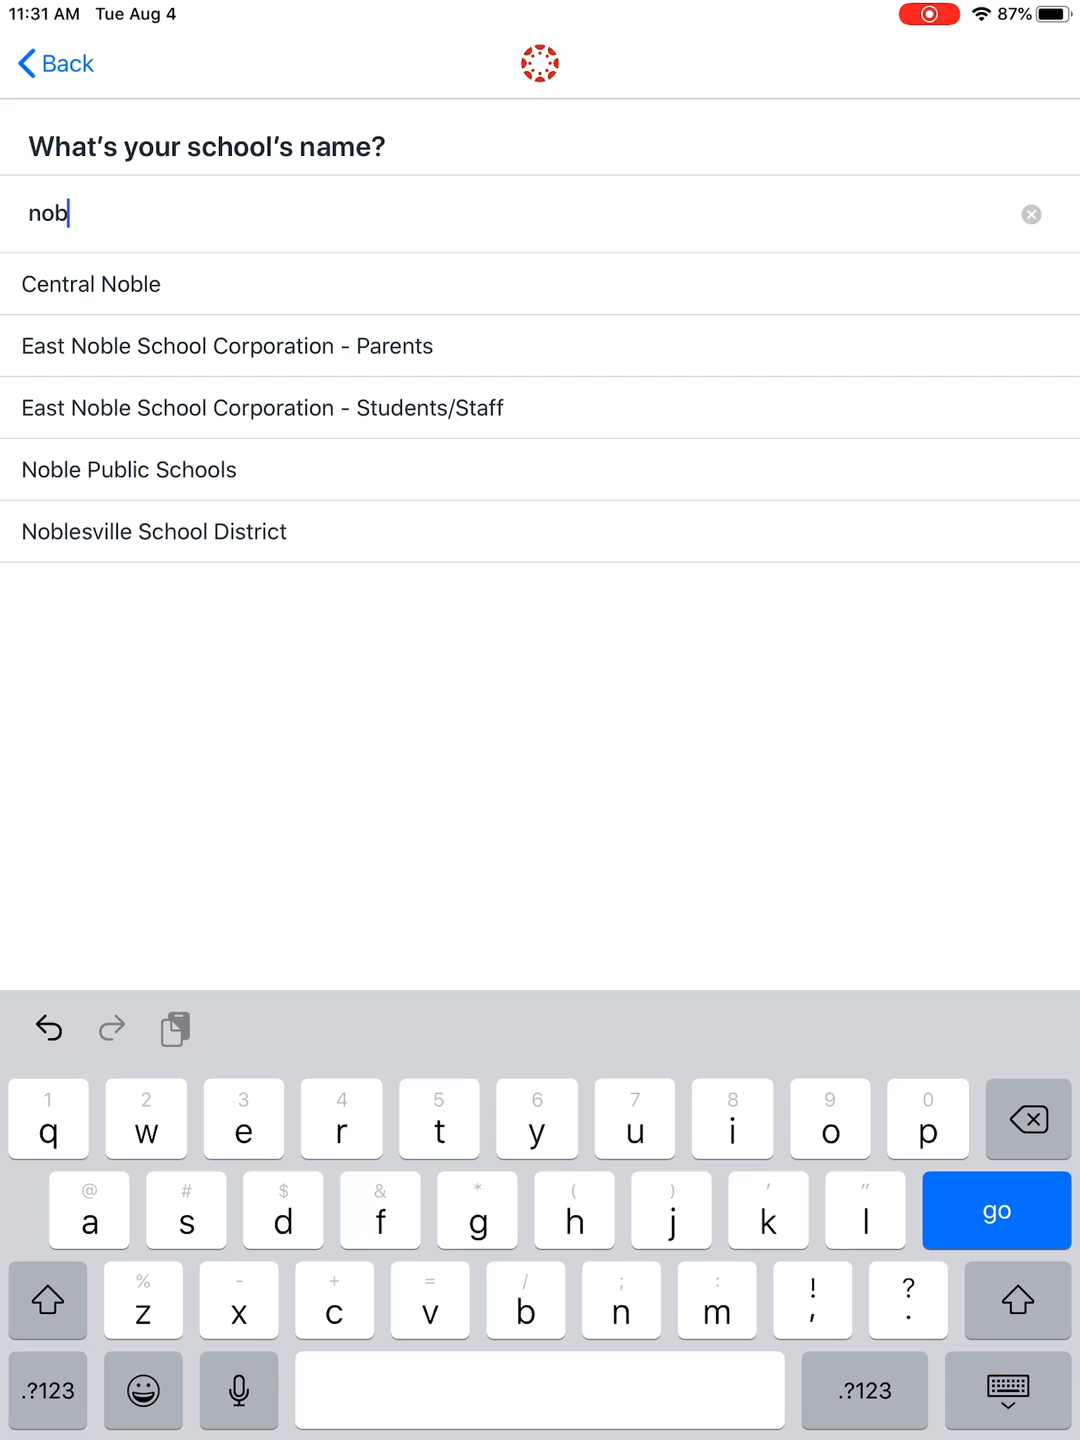 11:31 AM Tue Aug 4 87%
Back
What's your school's name?
nob
Central Noble
East Noble School Corporation - Parents
East Noble School Corporation - Students/Staff
Noble Public Schools
Noblesville School District
1 2 3 4 5 6 7 8 9 0
q w e r t y u i o p
@ # $ & * ( ) ' "
a s d f g h j k l go
% - + = / ; : ! ?
z x c v b n m , .
.?123 .?123